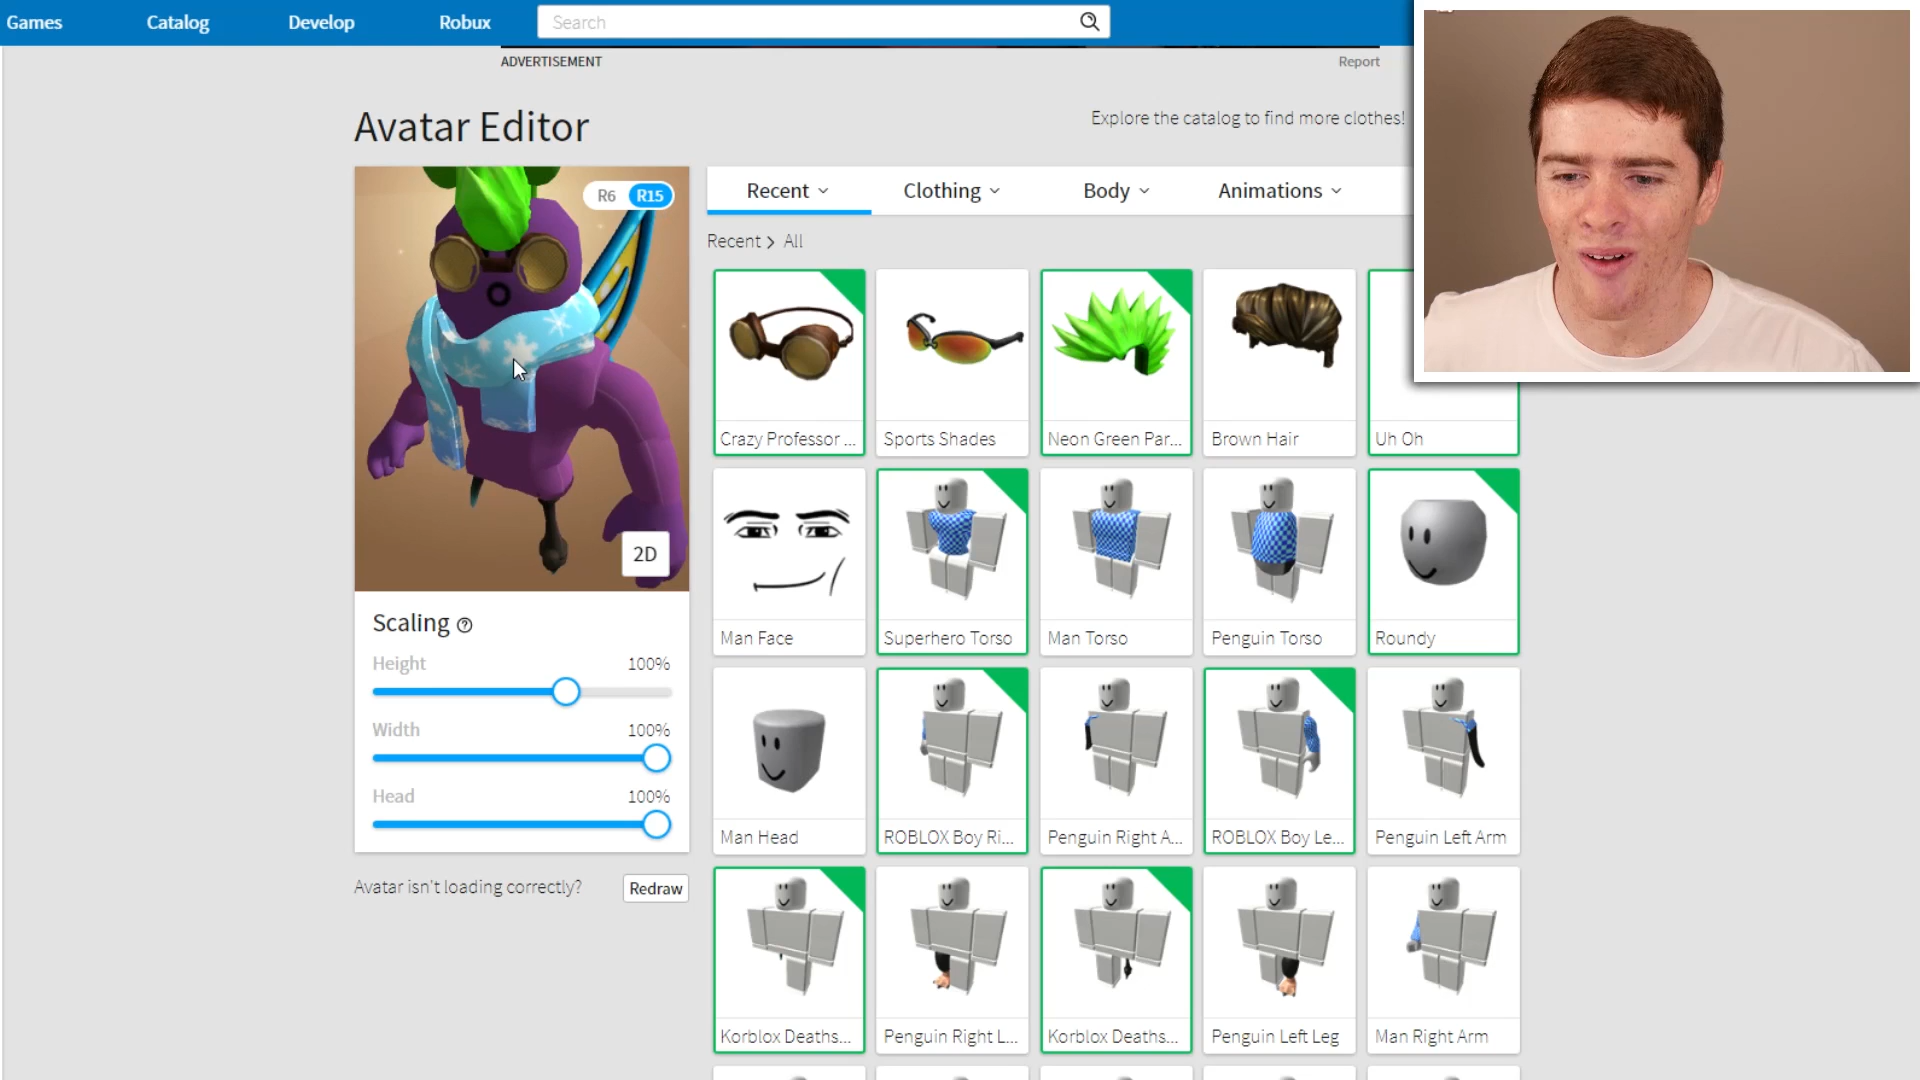 Games Catalog Develop Robux Search
ADVERTISEMENT Report
Avatar Editor
Explore the catalog to find more clothes!
R6 R15
Recent Clothing Body Animations
Recent > All
Crazy Professor ... Sports Shades Neon Green Par... Brown Hair Uh Oh
2D
Man Face Superhero Torso Man Torso Penguin Torso Roundy
Scaling ?
Height 100%
Width 100%
Head 100%
Man Head ROBLOX Boy Ri... Penguin Right A... ROBLOX Boy Le... Penguin Left Arm
Avatar isn't loading correctly? Redraw
Korblox Deaths... Penguin Right L... Korblox Deaths... Penguin Left Leg Man Right Arm